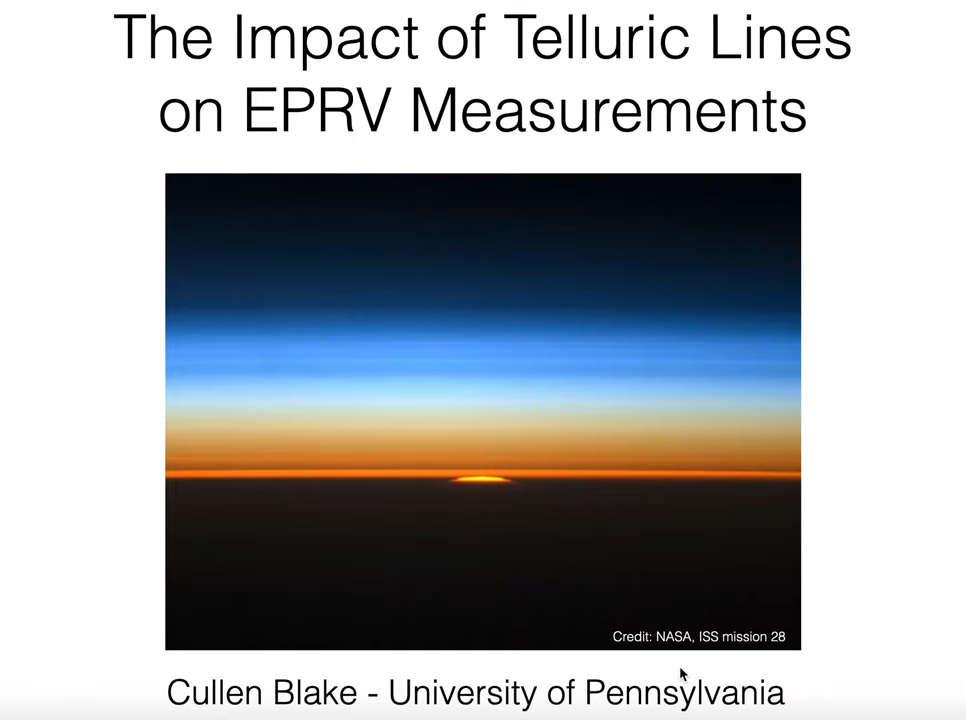 The Impact of Telluric Lines
on EPRV Measurements
Credit: NASA, ISS mission 28
Cullen Blake - University of Pennsylvania